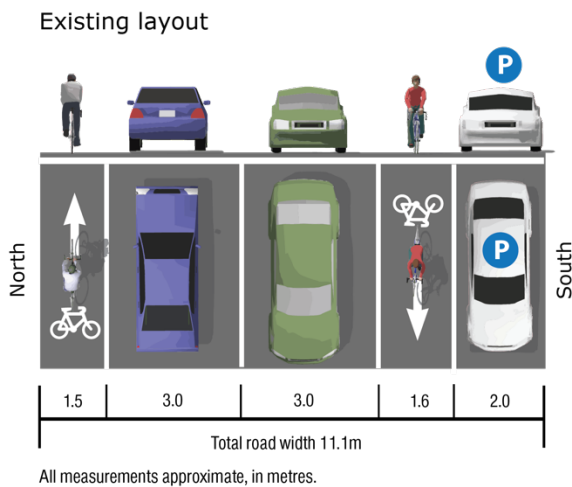 Existing layout
P
P
North
South
1.5 3.0 3.0 1.6 2.0
Total road width 11.1m
All measurements approximate, in metres.